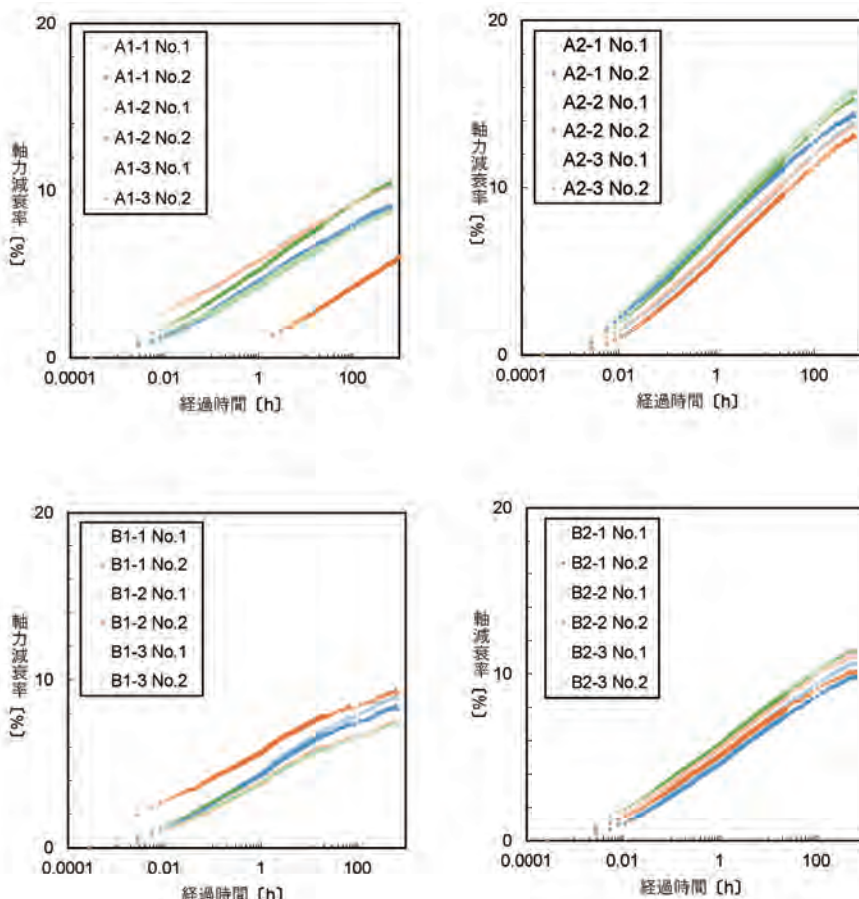 20
A1-1 No.1
A1-1 No.2
A1-2 No.1
A1-2 No.2
A1-3 No.1
A1-3 No.2
10
0
軸力減衰率
[%]
0.0001 0.01 1 100
経過時間 [h]
20
A2-1 No.1
A2-1 No.2
A2-2 No.1
A2-2 No.2
A2-3 No.1
A2-3 No.2
10
0
軸力減衰率
[%]
0.0001 0.01 1 100
経過時間 [h]
20
B1-1 No.1
B1-1 No.2
B1-2 No.1
B1-2 No.2
B1-3 No.1
B1-3 No.2
10
0
軸力減衰率
[%]
0.0001 0.01 1 100
経過時間 [h]
20
B2-1 No.1
B2-1 No.2
B2-2 No.1
B2-2 No.2
B2-3 No.1
B2-3 No.2
10
0
軸減衰率
[%]
0.0001 0.01 1 100
経過時間 [h]